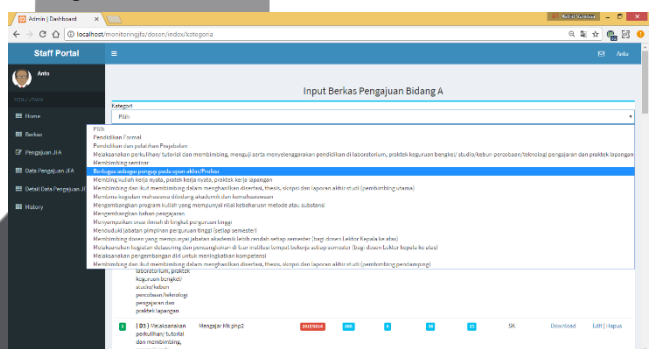 Admin | Dashboard
localhost/monitoringjfa/dosen/index/kategoria
Staff Portal
Anto
Anto
Input Berkas Pengajuan Bidang A
Kategori
Pilih
Home
Berkas
Pengajuan JFA
Data Pengajuan JFA
Detail Data Pengajuan JF
History
Pilih
Pendidikan Formal
Pendidikan dan pelatihan Prajabatan
Melaksanakan perkuliahan/ tutorial dan membimbing, menguji serta menyelenggarakan pendidikan di laboratorium, praktek keguruan bengkel/ studio/kebun percobaan/teknologi pengajaran dan praktek lapangan
Membimbing seminar
Bertugas sebagai penguji pada ujian akhir/Profesi
Membimbing kuliah kerja nyata, pratek kerja nyata, praktek kerja lapangan
Membimbing dan ikut membimbing dalam menghasilkan disertasi, thesis, skripsi dan laporan akhir studi (pembimbing utama)
Membina kegiatan mahasiswa dibidang akademik dan kemahasiswaan
Mengembangkan program kuliah yang mempunyai nilai kebaharuan metode atau substansi
Mengembangkan bahan pengajaran
Menyampaikan orasi ilmiah di tingkat perguruan tinggi
Menduduki jabatan pimpinan perguruan tinggi (setiap semester)
Membimbing dosen yang mempunyai jabatan akademik lebih rendah setiap semester (bagi dosen Lektor Kepala ke atas)
Melaksanakan kegiatan detasering dan pencangkokan di luar institusi tempat bekerja setiap semester (bagi dosen Lektor kepala ke atas)
Melaksanakan pengembangan diri untuk meningkatkan kompetensi
Membimbing dan ikut membimbing dalam menghasilkan disertasi, thesis, skripsi dan laporan akhir studi (pembimbing pendamping)
laboratorium, praktek
keguruan bengkel/
studio/kebun
percobaan/teknologi
pengajaran dan
praktek lapangan
Melaksanakan Mengajar Mk php2 SK Download Edit | Hapus
perkuliahan/ tutorial
dan membimbing,